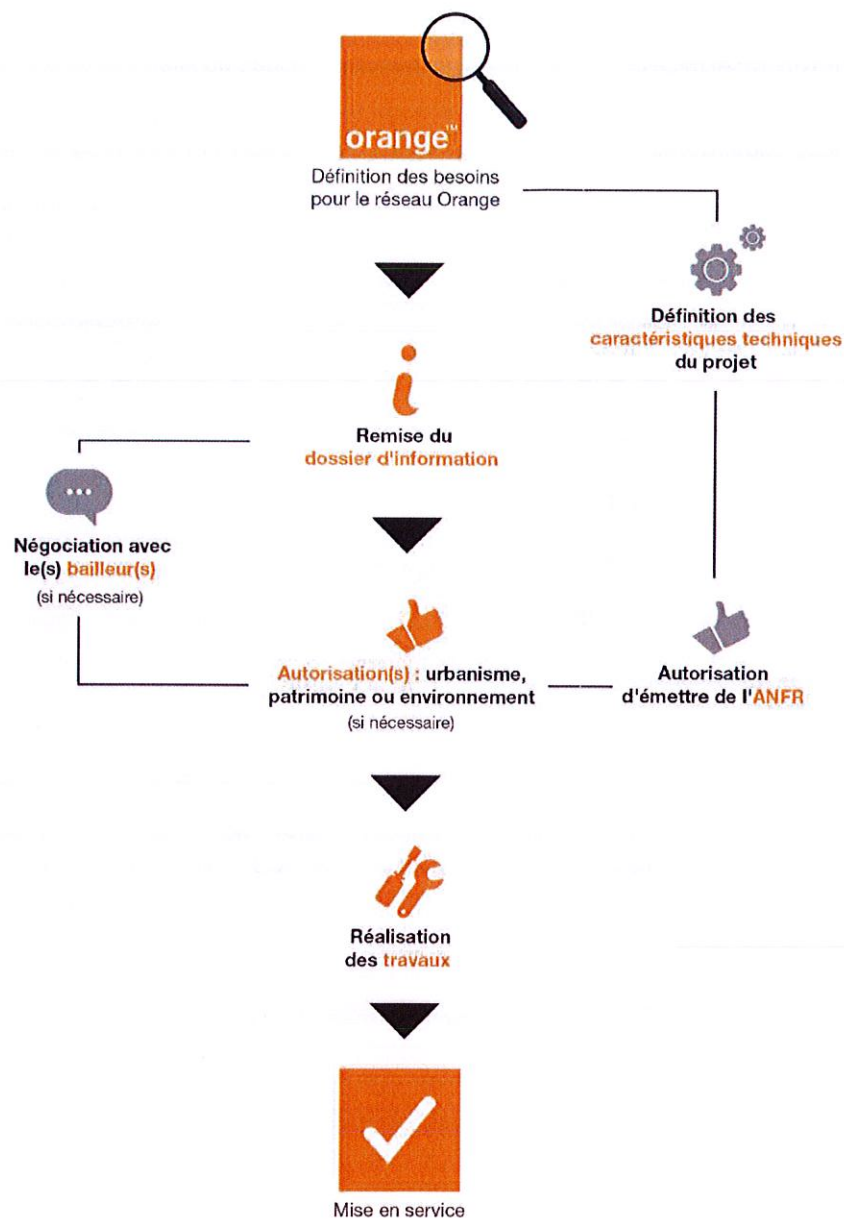 orange™
Définition des besoins
pour le réseau Orange
Définition des
caractéristiques techniques
du projet
Remise du
dossier d'information
Négociation avec
le(s) bailleur(s)
(si nécessaire)
Autorisation(s) : urbanisme,
patrimoine ou environnement
(si nécessaire)
Autorisation
d'émettre de l'ANFR
Réalisation
des travaux
Mise en service